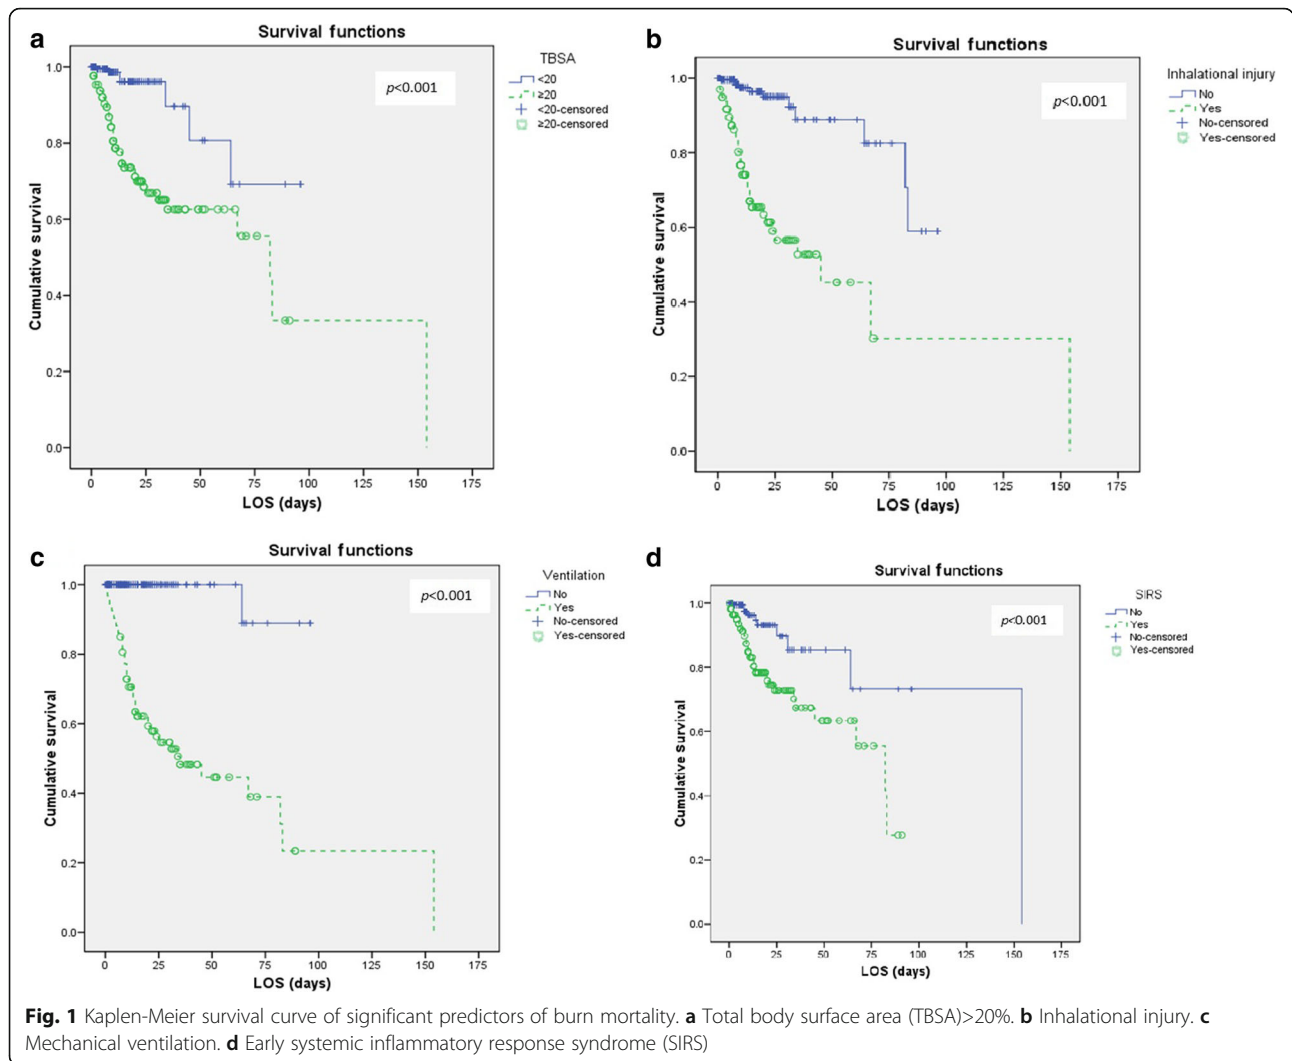 a
Survival functions
TBSA
<20
≥20
<20-censored
≥20-censored
p<0.001
1.0
0.8
0.6
0.4
0.2
0.0
Cumulative survival
0 25 50 75 100 125 150 175
LOS (days)
b
Survival functions
Inhalational injury
No
Yes
No-censored
Yes-censored
p<0.001
1.0
0.8
0.6
0.4
0.2
0.0
Cumulative survival
0 25 50 75 100 125 150 175
LOS (days)
c
Survival functions
Ventilation
No
Yes
No-censored
Yes-censored
p<0.001
1.0
0.8
0.6
0.4
0.2
0.0
Cumulative Survival
0 25 50 75 100 125 150 175
LOS (days)
d
Survival functions
SIRS
No
Yes
No-censored
Yes-censored
p<0.001
1.0
0.8
0.6
0.4
0.2
0.0
Cumulative Survival
0 25 50 75 100 125 150 175
LOS (days)
Fig. 1 Kaplen-Meier survival curve of significant predictors of burn mortality. a Total body surface area (TBSA)>20%. b Inhalational injury. c
Mechanical ventilation. d Early systemic inflammatory response syndrome (SIRS)